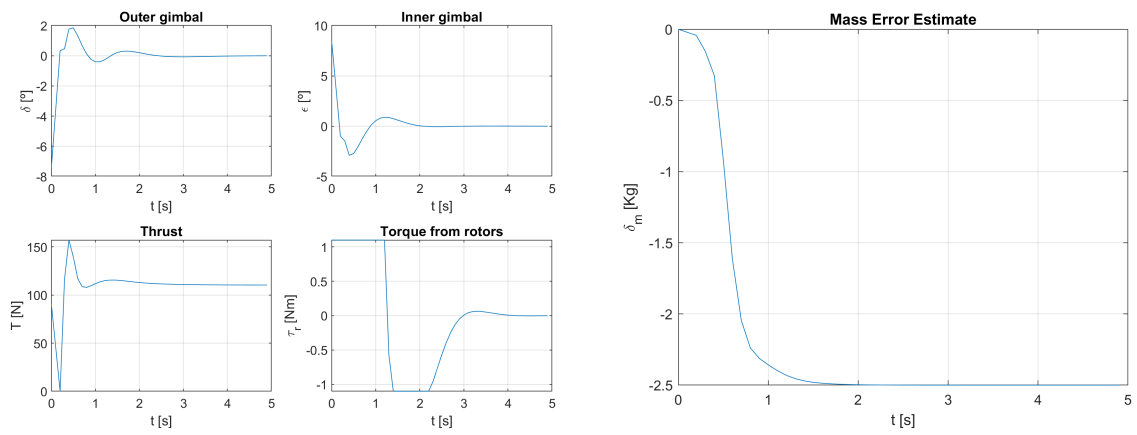 Outer gimbal
2
0
-2
-4
-6
-8
δ [º]
0 1 2 3 4 5
t [s]
Inner gimbal
10
5
0
-5
ϵ [º]
0 1 2 3 4 5
t [s]
Thrust
150
100
50
0
T [N]
0 1 2 3 4 5
t [s]
Torque from rotors
1
0.5
0
-0.5
-1
τr [Nm]
0 1 2 3 4 5
t [s]
Mass Error Estimate
0
-0.5
-1
-1.5
-2
-2.5
δm [Kg]
0 1 2 3 4 5
t [s]